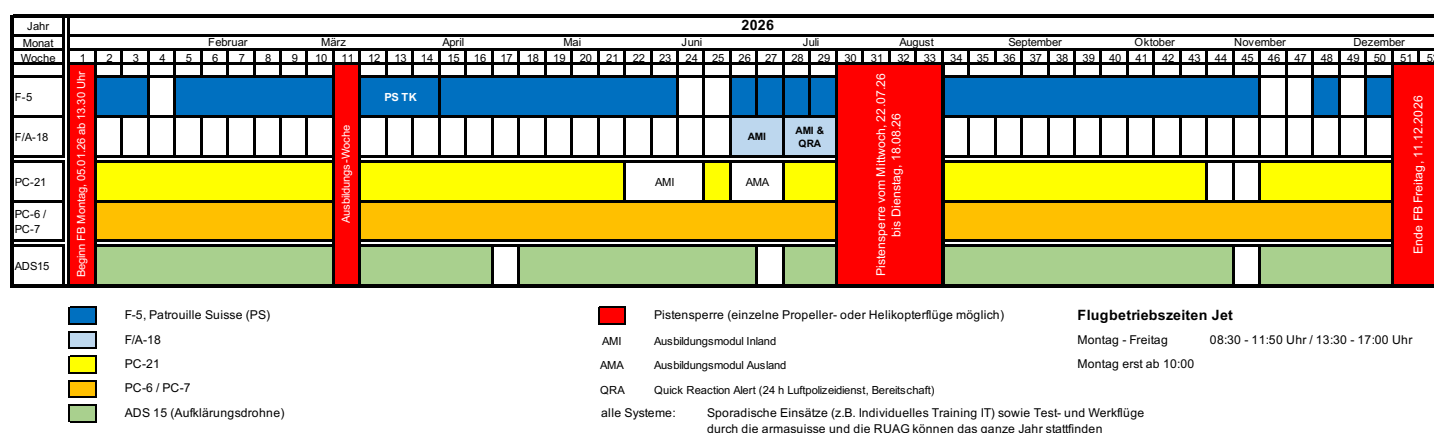 Jahr 2026
Monat Februar März April Mai Juni Juli August September Oktober November Dezember
Woche 1 2 3 4 5 6 7 8 9 10 11 12 13 14 15 16 17 18 19 20 21 22 23 24 25 26 27 28 29 30 31 32 33 34 35 36 37 38 39 40 41 42 43 44 45 46 47 48 49 50 51
Beginn FB Montag, 05.01.26 ab 13.30 Uhr
Ausbildungs-Woche
Pistensperre vom Mittwoch, 22.07.26
bis Dienstag, 18.08.26
Ende FB Freitag, 11.12.2026
F-5 PS TK
F/A-18 AMI AMI &
QRA
PC-21 AMI AMA
PC-6 /
PC-7
ADS15
F-5, Patrouille Suisse (PS)
F/A-18
PC-21
PC-6 / PC-7
ADS 15 (Aufklärungsdrohne)
Pistensperre (einzelne Propeller- oder Helikopterflüge möglich)
AMI Ausbildungsmodul Inland
AMA Ausbildungsmodul Ausland
QRA Quick Reaction Alert (24 h Luftpolizeidienst, Bereitschaft)
alle Systeme: Sporadische Einsätze (z.B. Individuelles Training IT) sowie Test- und Werkflüge
durch die armasuisse und die RUAG können das ganze Jahr stattfinden
Flugbetriebszeiten Jet
Montag - Freitag 08:30 - 11:50 Uhr / 13:30 - 17:00 Uhr
Montag erst ab 10:00